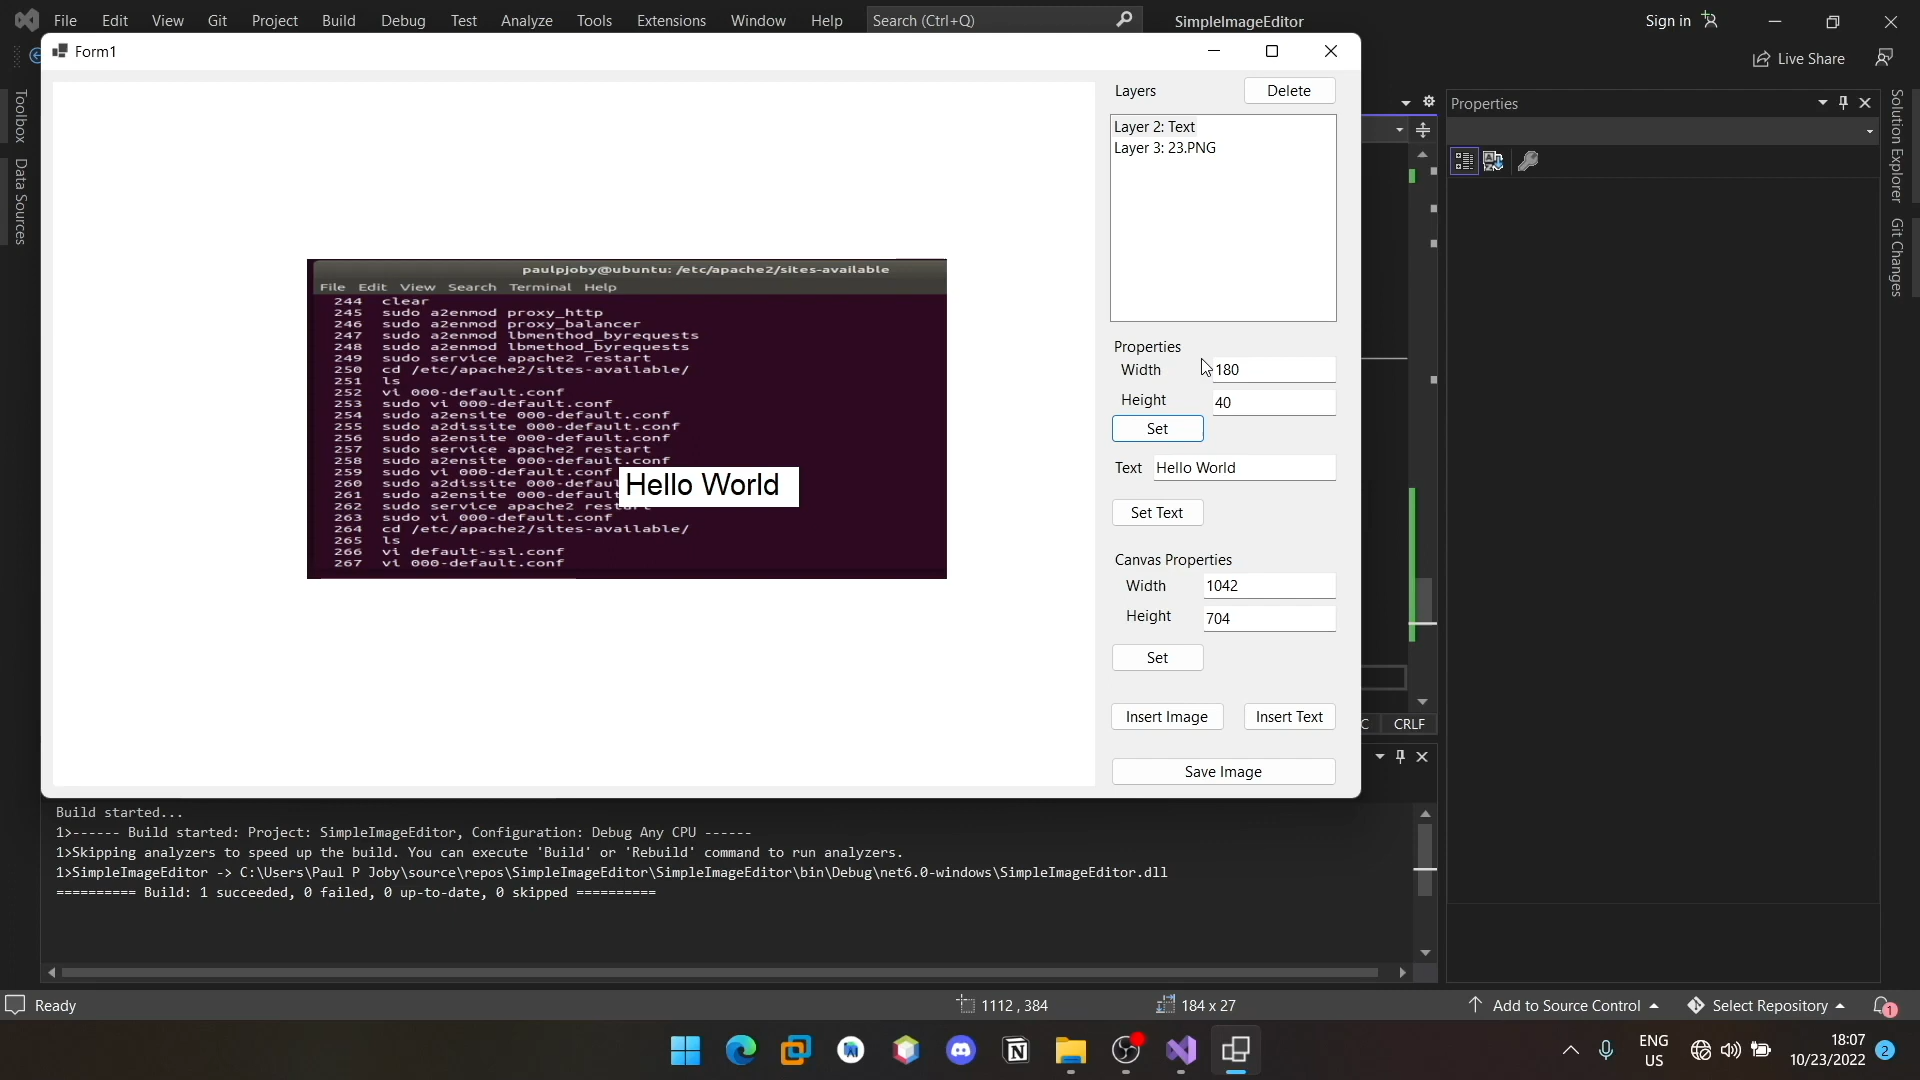 File Edit View Git Project Build Debug Test Analyze Tools Extensions Window Help Search (Ctrl+Q) SimpleImageEditor Sign in
Form1
Live Share
Toolbox
Data Sources
Layers Delete
Layer 2: Text
Layer 3: 23.PNG
Properties
Width 180
Height 40
Set
Text Hello World
Set Text
Canvas Properties
Width 1042
Height 704
Set
Insert Image Insert Text
Save Image
paulpjoby@ubuntu: /etc/apache2/sites-available
File Edit View Search Terminal Help
244 clear
245 sudo a2enmod proxy_http
246 sudo a2enmod proxy_balancer
247 sudo a2enmod lbmenthod_byrequests
248 sudo a2enmod lbmethod_byrequests
249 sudo service apache2 restart
250 cd /etc/apache2/sites-available/
251 ls
252 vi 000-default.conf
253 sudo vi 000-default.conf
254 sudo a2ensite 000-default.conf
255 sudo a2dissite 000-default.conf
256 sudo a2ensite 000-default.conf
257 sudo service apache2 restart
258 sudo a2ensite 000-default.conf
259 sudo vi 000-default.conf
260 sudo a2dissite 000-defau
261 sudo a2ensite 000-defaul
262 sudo service apache2 restart
263 sudo vi 000-default.conf
264 cd /etc/apache2/sites-available/
265 ls
266 vi default-ssl.conf
267 vi 000-default.conf
Hello World
Properties
Solution Explorer
Git Changes
C CRLF
Build started...
1>------ Build started: Project: SimpleImageEditor, Configuration: Debug Any CPU ------
1>Skipping analyzers to speed up the build. You can execute 'Build' or 'Rebuild' command to run analyzers.
1>SimpleImageEditor -> C:\Users\Paul P Joby\source\repos\SimpleImageEditor\SimpleImageEditor\bin\Debug\net6.0-windows\SimpleImageEditor.dll
========== Build: 1 succeeded, 0 failed, 0 up-to-date, 0 skipped ==========
Ready 1112 , 384 184 x 27 Add to Source Control Select Repository 1
ENG
US
18:07
10/23/2022 2